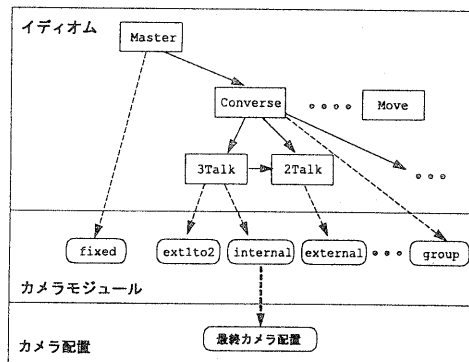 イディオム
Master
Converse
Move
3Talk
2Talk
fixed
ext1to2
internal
external
group
カメラモジュール
最終カメラ配置
カメラ配置